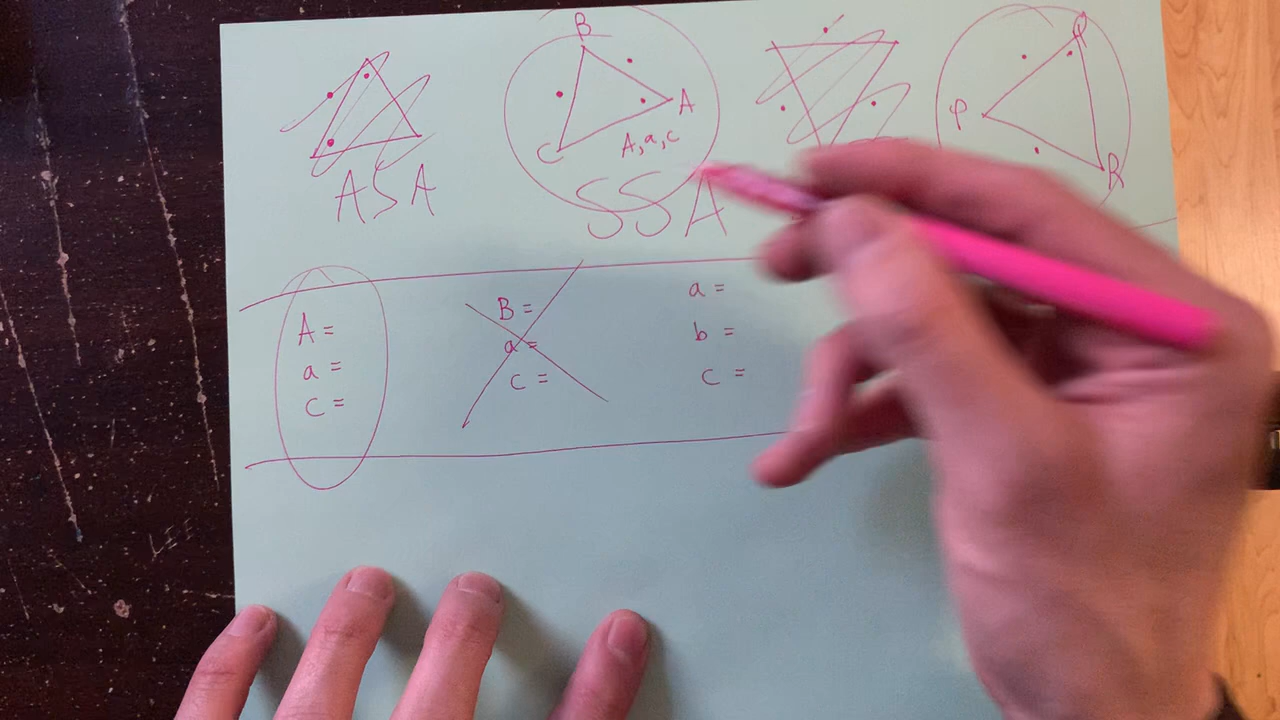 B
A
C
A, a, c
ASA
SSA
Q
P
R
A =
a =
c =
B =
a =
c =
a =
b =
c =